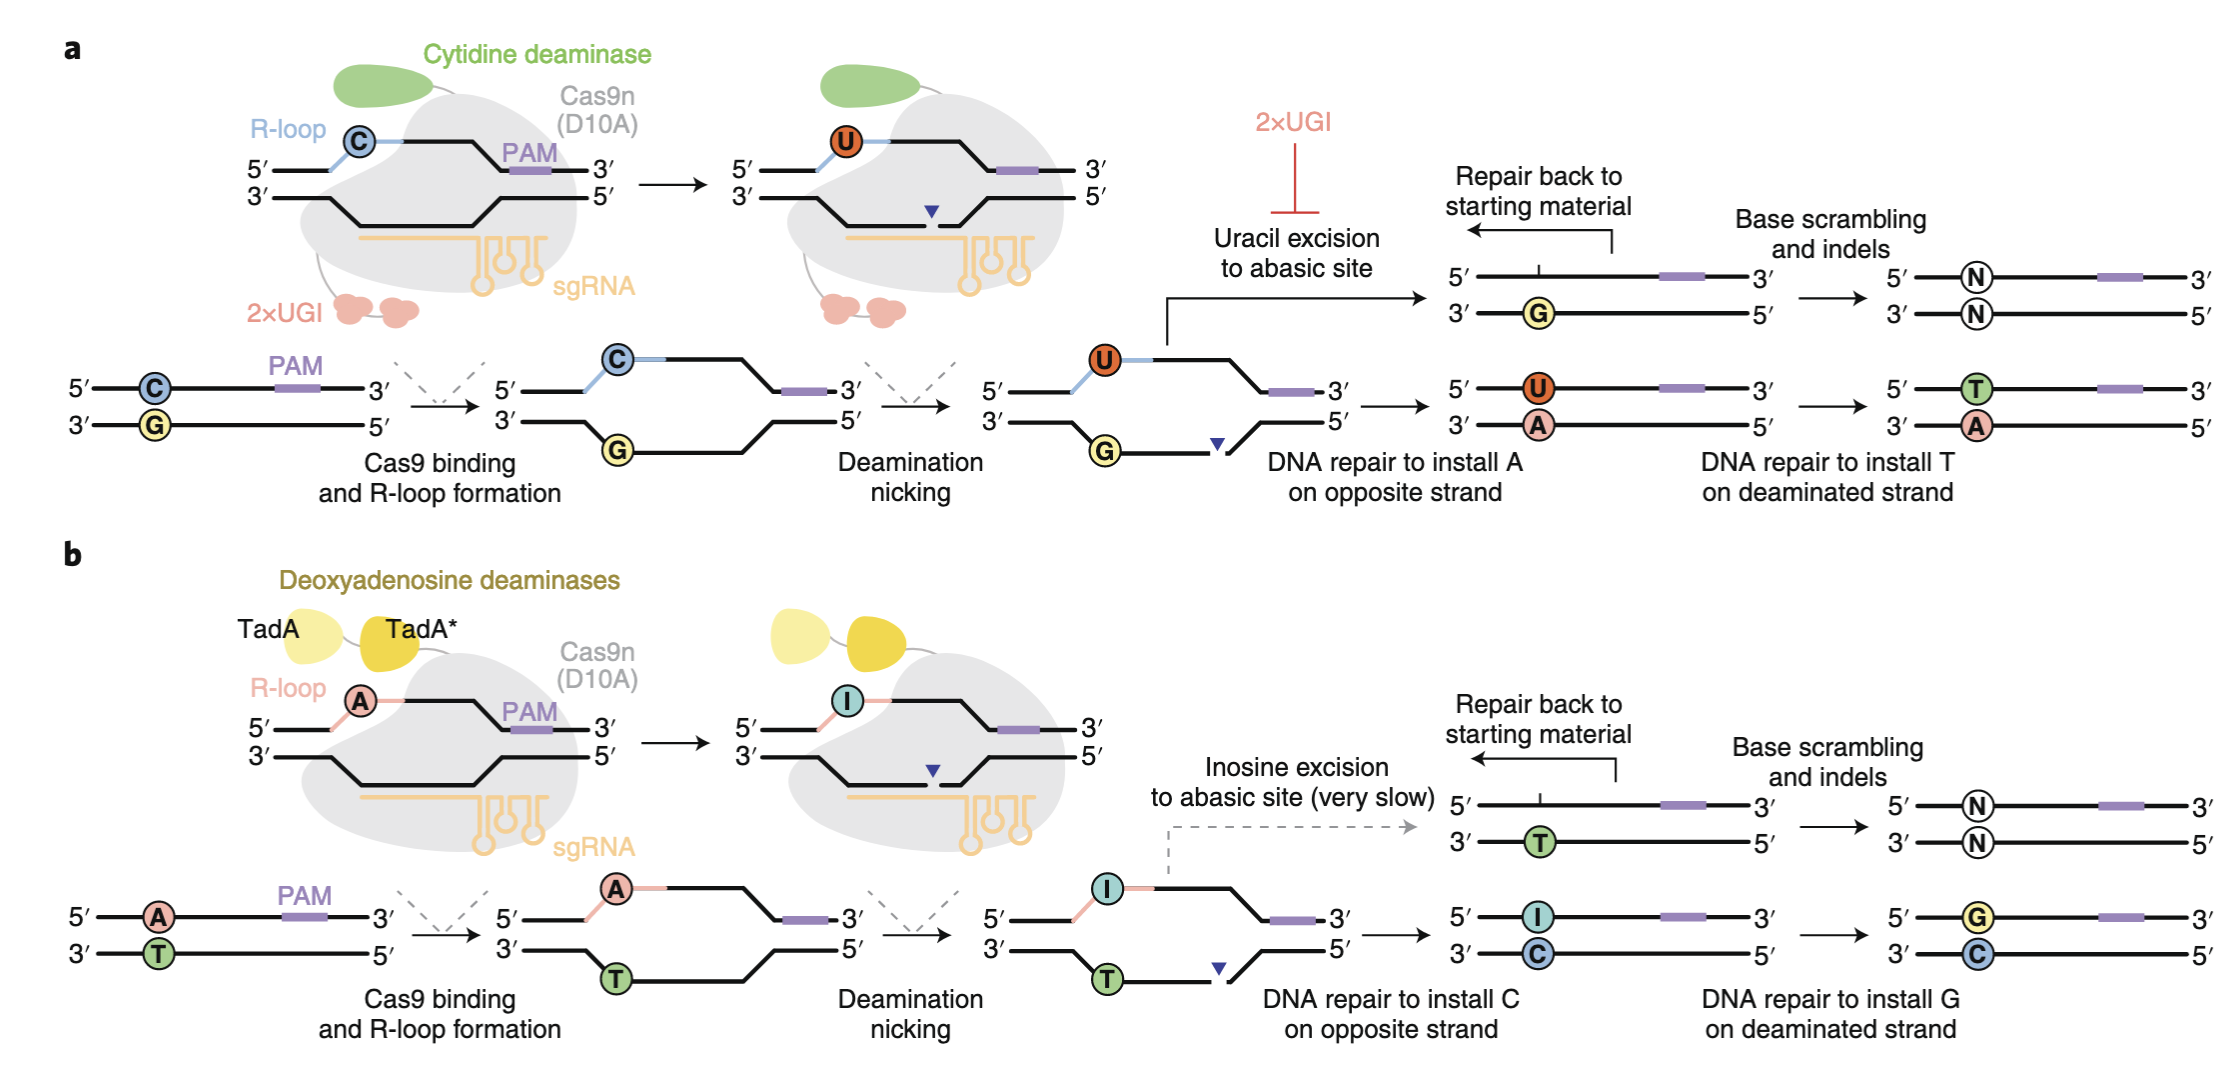 a
Cytidine deaminase
Cas9n
(D10A)
R-loop
C
PAM
5′ 3′
3′ 5′
sgRNA
2×UGI
U
5′ 3′
3′ 5′
2×UGI
Uracil excision
to abasic site
Repair back to
starting material
5′ 3′
3′ G 5′
Base scrambling
and indels
5′ N 3′
3′ N 5′
PAM
5′ C 3′
3′ G 5′
Cas9 binding
and R-loop formation
C
5′ 3′
3′ 5′
G
Deamination
nicking
U
5′ 3′
3′ 5′
G
DNA repair to install A
on opposite strand
5′ U 3′
3′ A 5′
DNA repair to install T
on deaminated strand
5′ T 3′
3′ A 5′
b
Deoxyadenosine deaminases
TadA TadA*
Cas9n
(D10A)
R-loop
A
PAM
5′ 3′
3′ 5′
sgRNA
I
5′ 3′
3′ 5′
Inosine excision
to abasic site (very slow)
Repair back to
starting material
5′ 3′
3′ T 5′
Base scrambling
and indels
5′ N 3′
3′ N 5′
PAM
5′ A 3′
3′ T 5′
Cas9 binding
and R-loop formation
A
5′ 3′
3′ 5′
T
Deamination
nicking
I
5′ 3′
3′ 5′
T
DNA repair to install C
on opposite strand
5′ I 3′
3′ C 5′
DNA repair to install G
on deaminated strand
5′ G 3′
3′ C 5′